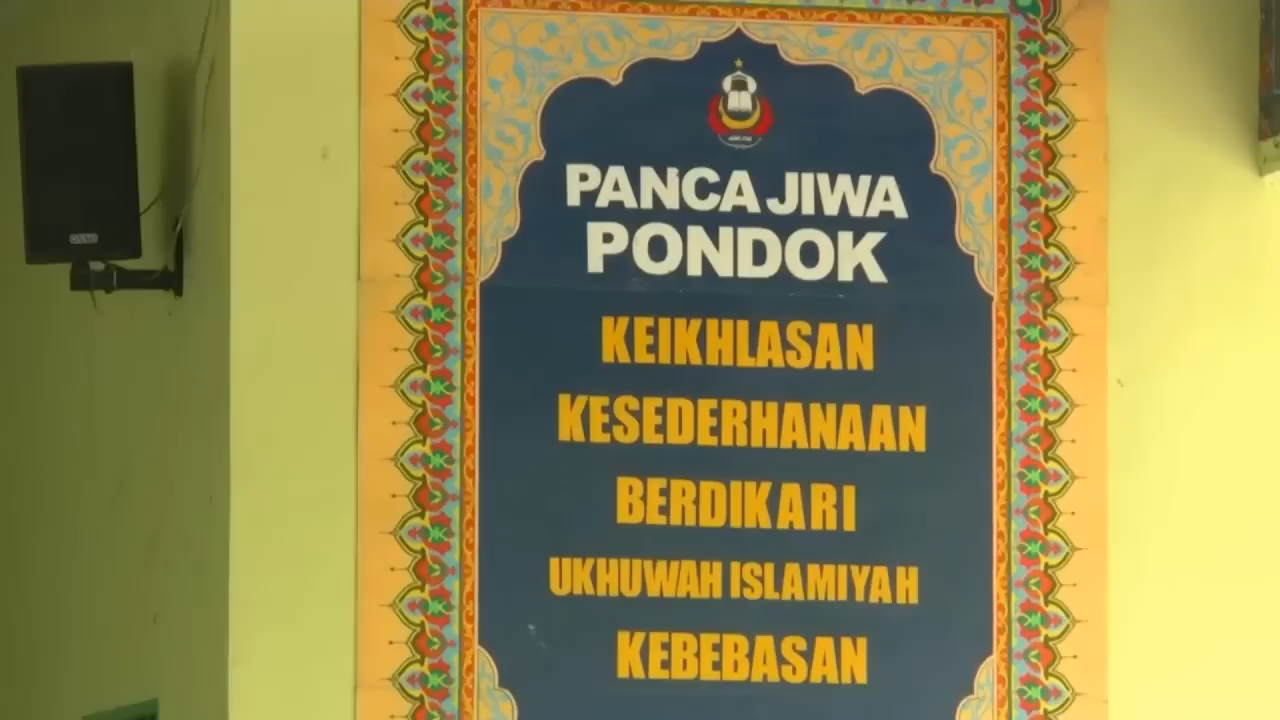 PANCA JIWA
PONDOK
KEIKHLASAN
KESEDERHANAAN
BERDIKARI
UKHUWAH ISLAMIYAH
KEBEBASAN